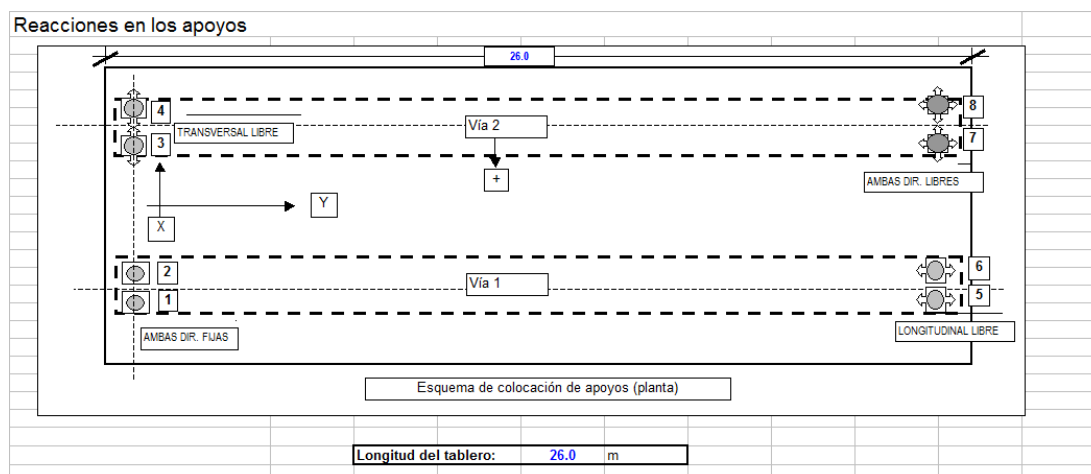 Reacciones en los apoyos
26.0
4
8
TRANSVERSAL LIBRE
Vía 2
3
7
+
AMBAS DIR. LIBRES
Y
X
2
6
Vía 1
1
5
AMBAS DIR. FIJAS
LONGITUDINAL LIBRE
Esquema de colocación de apoyos (planta)
Longitud del tablero: 26.0 m